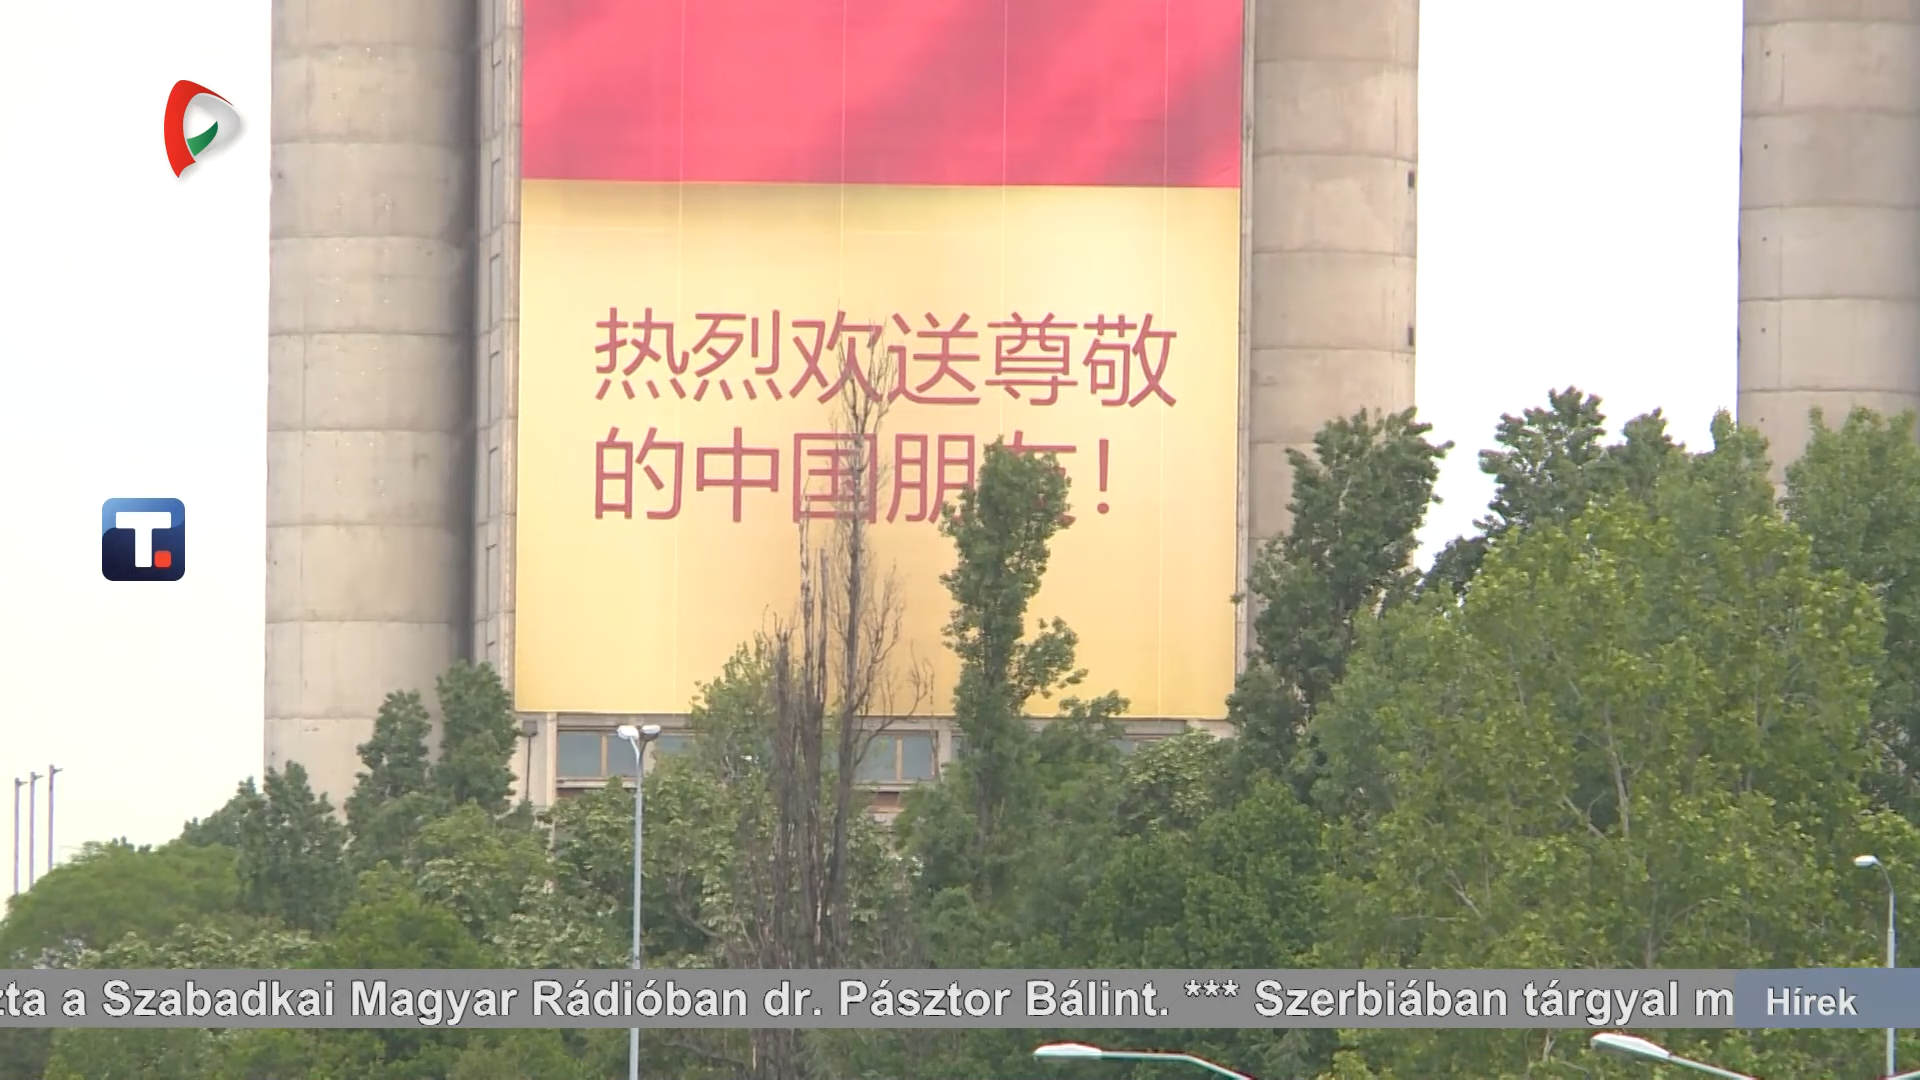 热烈欢送尊敬
的中国朋友！
T.
zta a Szabadkai Magyar Rádióban dr. Pásztor Bálint. *** Szerbiában tárgyal m
Hírek